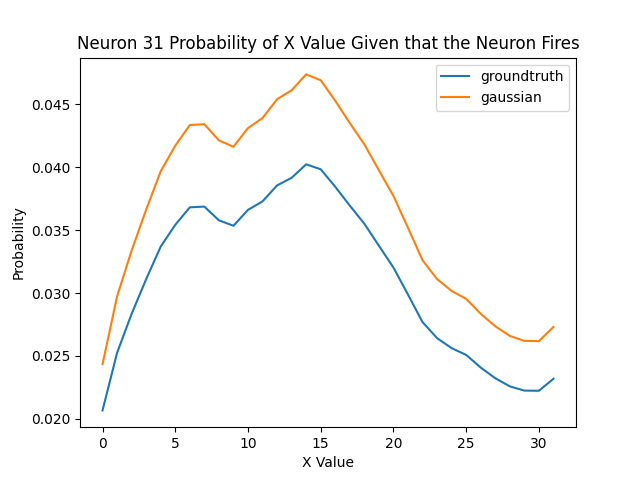 Neuron 31 Probability of X Value Given that the Neuron Fires
groundtruth
gaussian
Probability
0.045
0.040
0.035
0.030
0.025
0.020
0
5
10
15
20
25
30
X Value